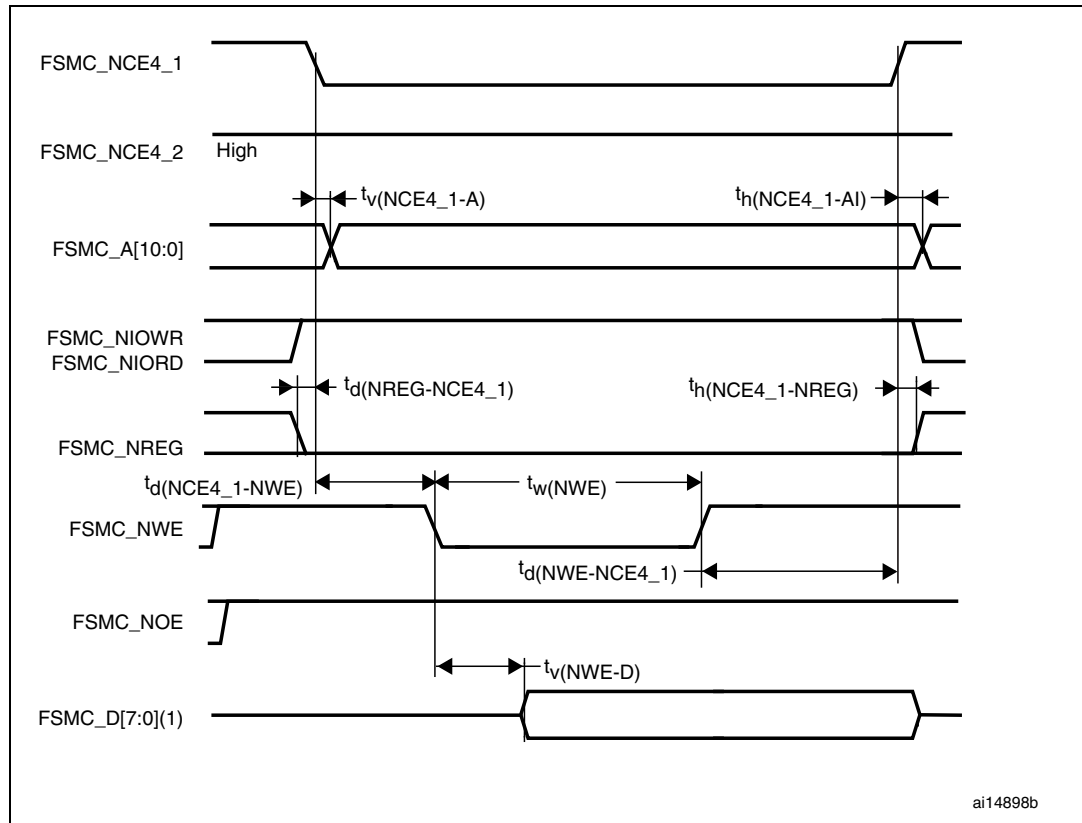 FSMC_NCE4_1
FSMC_NCE4_2 High
tv(NCE4_1-A) th(NCE4_1-AI)
FSMC_A[10:0]
FSMC_NIOWR
FSMC_NIORD
td(NREG-NCE4_1) th(NCE4_1-NREG)
FSMC_NREG
td(NCE4_1-NWE) tw(NWE)
FSMC_NWE
td(NWE-NCE4_1)
FSMC_NOE
tv(NWE-D)
FSMC_D[7:0](1)
ai14898b